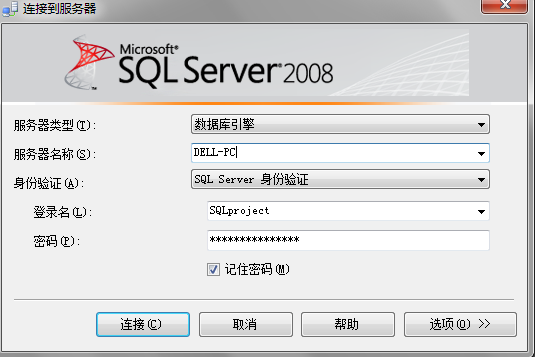 连接到服务器
Microsoft®
SQL Server® 2008
服务器类型(T):
数据库引擎
服务器名称(S):
DELL-PC
身份验证(A):
SQL Server 身份验证
登录名(L):
SQLproject
密码(P):
***************
记住密码(M)
连接(C)
取消
帮助
选项(O) >>